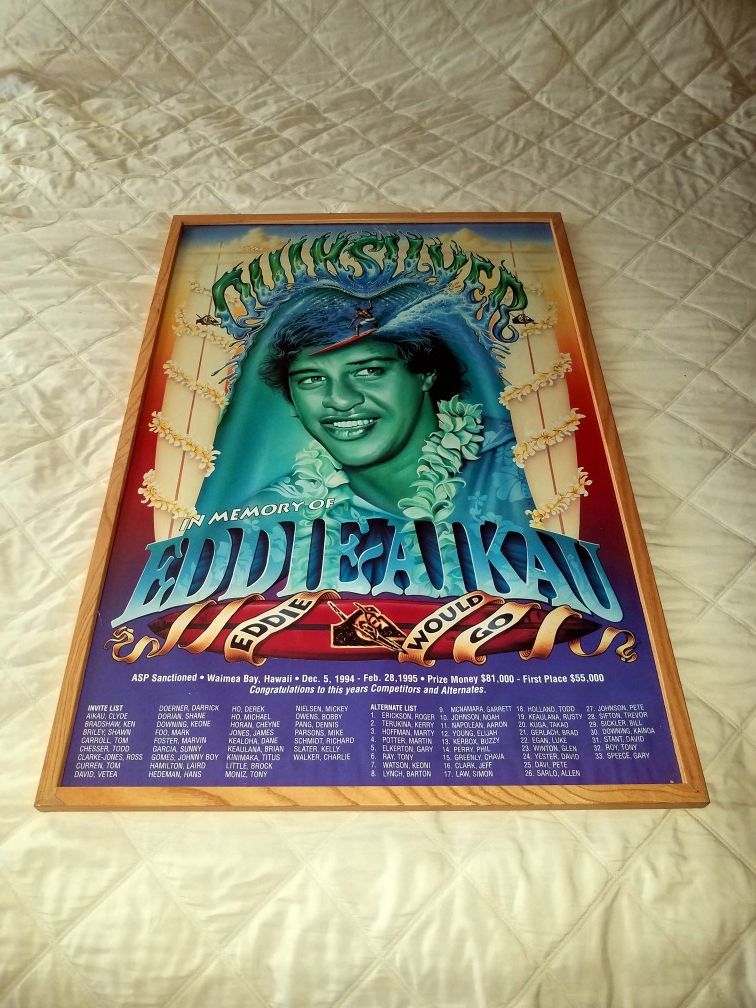 QUIKSILVER
IN MEMORY OF
EDDIE AIKAU
EDDIE WOULD GO
ASP Sanctioned • Waimea Bay, Hawaii • Dec. 5, 1994 - Feb. 28, 1995 • Prize Money $81,000 - First Place $55,000
Congratulations to this years Competitors and Alternates.
INVITE LIST
AIKAU, CLYDE
BRADSHAW, KEN
BRILEY, SHAWN
CARROLL, TOM
CHESSER, TODD
CLARKE-JONES, ROSS
CURREN, TOM
DAVID, VETEA
DOERNER, DARRICK
DORIAN, SHANE
DOWNING, KEONE
FOO, MARK
FOSTER, MARVIN
GARCIA, SUNNY
GOMES, JOHNNY BOY
HAMILTON, LAIRD
HEDEMAN, HANS
HO, DEREK
HO, MICHAEL
HORAN, CHEYNE
JONES, JAMES
KEALOHA, DANE
KEAULANA, BRIAN
KINIMAKA, TITUS
LITTLE, BROCK
MONIZ, TONY
NIELSEN, MICKEY
OWENS, BOBBY
PANG, DENNIS
PARSONS, MIKE
SCHMIDT, RICHARD
SLATER, KELLY
WALKER, CHARLIE
ALTERNATE LIST
1. ERICKSON, ROGER
2. TERUKINA, KERRY
3. HOFFMAN, MARTY
4. POTTER, MARTIN
5. ELKERTON, GARY
6. RAY, TONY
7. WATSON, KEONI
8. LYNCH, BARTON
9. MCNAMARA, GARRETT
10. JOHNSON, NOAH
11. NAPOLEON, AARON
12. YOUNG, ELIJAH
13. KERBOX, BUZZY
14. PERRY, PHIL
15. GREENLY, CHAVA
16. CLARK, JEFF
17. LAW, SIMON
18. HOLLAND, TODD
19. KEAULANA, RUSTY
20. KUGA, TAKAO
21. GERLACH, BRAD
22. EGAN, LUKE
23. WINTON, GLEN
24. YESTER, DAVID
25. DAVI, PETE
26. SARLO, ALLEN
27. JOHNSON, PETE
28. SIFTON, TREVOR
29. SICKLER, BILL
30. DOWNING, KAINOA
31. STANT, DAVID
32. ROY, TONY
33. SPEECE, GARY